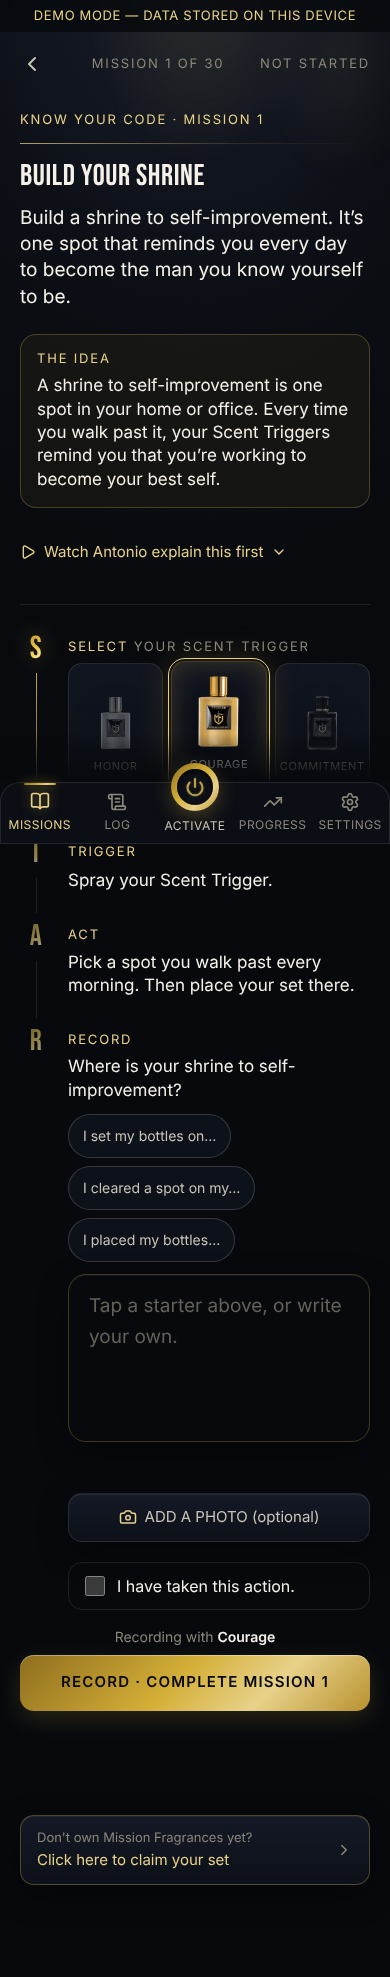 DEMO MODE — DATA STORED ON THIS DEVICE
MISSION 1 OF 30 NOT STARTED
KNOW YOUR CODE · MISSION 1
BUILD YOUR SHRINE
Build a shrine to self-improvement. It’s
one spot that reminds you every day
to become the man you know yourself
to be.
THE IDEA
A shrine to self-improvement is one
spot in your home or office. Every time
you walk past it, your Scent Triggers
remind you that you’re working to
become your best self.
Watch Antonio explain this first
S
SELECT YOUR SCENT TRIGGER
HONOR
COURAGE
COMMITMENT
MISSIONS
LOG
ACTIVATE
PROGRESS
SETTINGS
T
TRIGGER
Spray your Scent Trigger.
A
ACT
Pick a spot you walk past every
morning. Then place your set there.
R
RECORD
Where is your shrine to self-
improvement?
I set my bottles on...
I cleared a spot on my...
I placed my bottles...
Tap a starter above, or write
your own.
ADD A PHOTO (optional)
I have taken this action.
Recording with Courage
RECORD · COMPLETE MISSION 1
Don't own Mission Fragrances yet?
Click here to claim your set